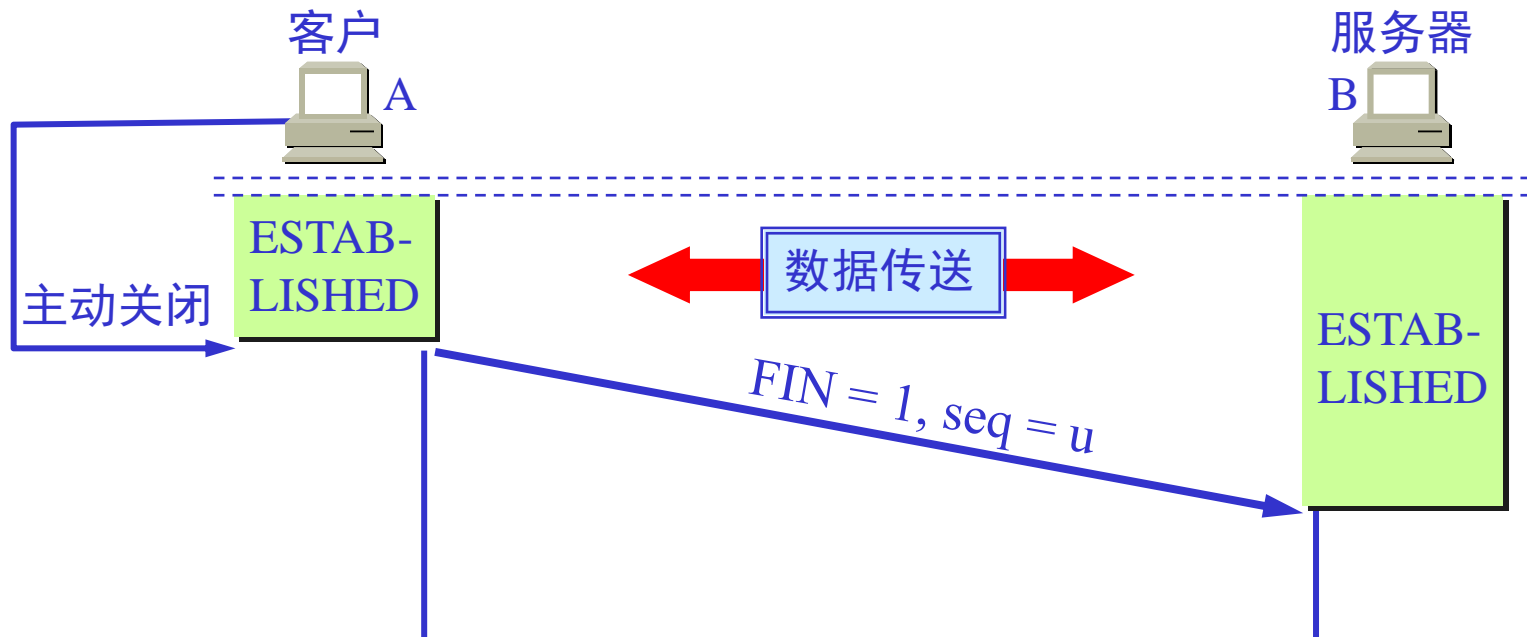 客户
服务器
A
B
ESTAB-
LISHED
数据传送
主动关闭
ESTAB-
LISHED
FIN = 1, seq = u